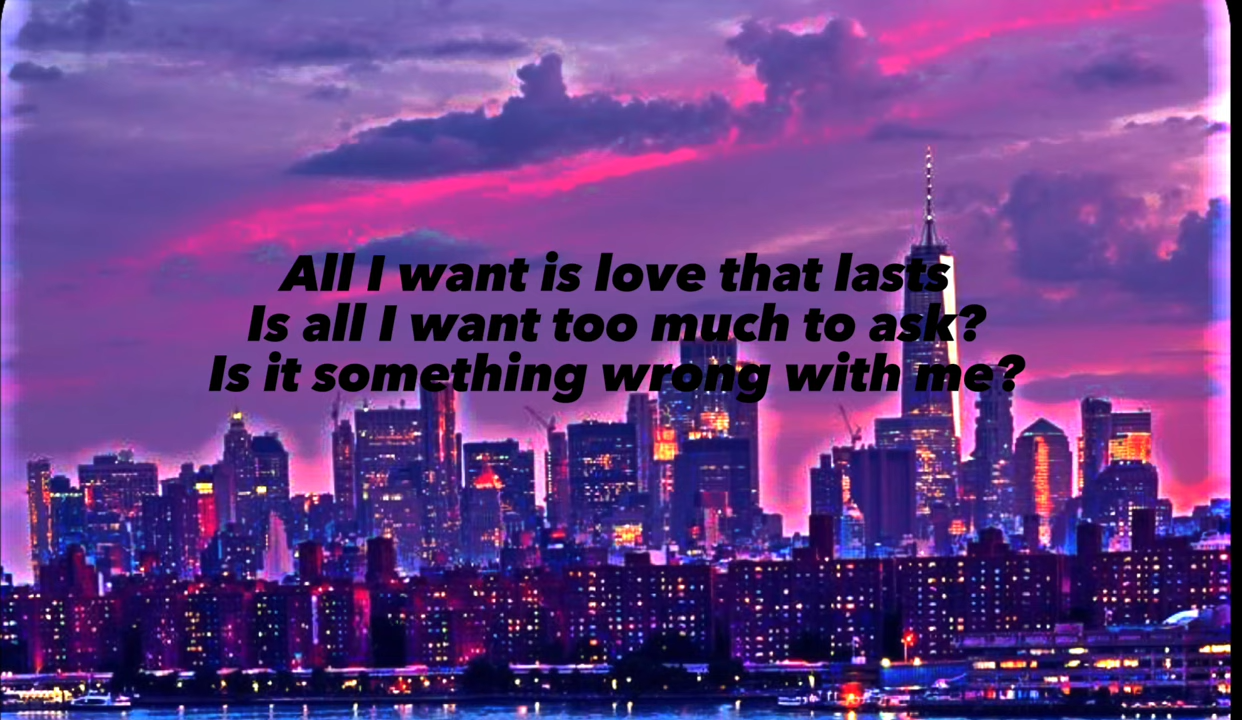 All I want is love that lasts
Is all I want too much to ask?
Is it something wrong with me?